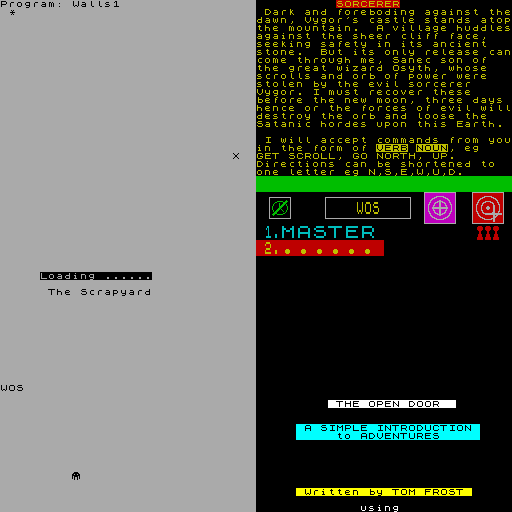 Program: Walls1
*
×
Loading ......
The Scrapyard
WOS
SORCERER
Dark and foreboding against the
dawn, Vygor's castle stands atop
the mountain. A village huddles
against the sheer cliff face,
seeking safety in its ancient
stone. But its only release can
come through me, Sanec son of
the great wizard Osyth, whose
scrolls and orb of power were
stolen by the evil sorcerer
Vygor. I must recover these
before the new moon, three days
hence or the forces of evil will
destroy the orb and loose the
Satanic hordes upon this Earth.
I will accept commands from you
in the form of VERB NOUN, eg
GET SCROLL, GO NORTH, UP.
Directions can be shortened to
one letter eg N,S,E,W,U,D.
WOS
1.MASTER
2.......
THE OPEN DOOR
A SIMPLE INTRODUCTION
to ADVENTURES
Written by TOM FROST
using